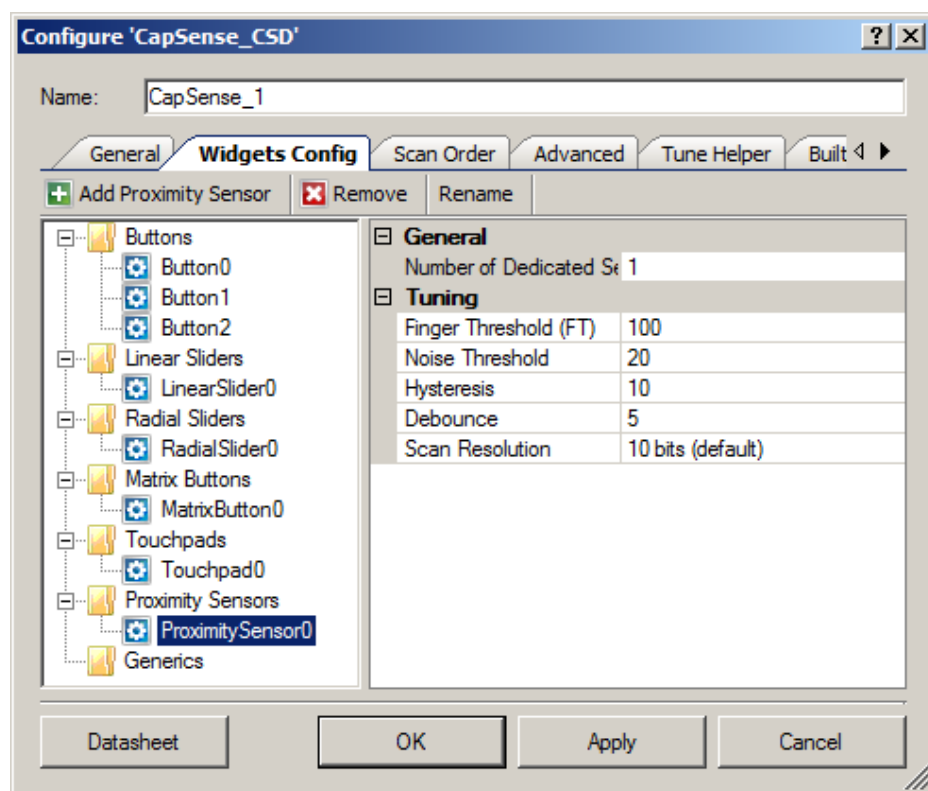 Configure 'CapSense_CSD'
Name: CapSense_1
General Widgets Config Scan Order Advanced Tune Helper Built
Add Proximity Sensor Remove Rename
Buttons
Button0
Button1
Button2
Linear Sliders
LinearSlider0
Radial Sliders
RadialSlider0
Matrix Buttons
MatrixButton0
Touchpads
Touchpad0
Proximity Sensors
ProximitySensor0
Generics
General
Number of Dedicated Se 1
Tuning
Finger Threshold (FT) 100
Noise Threshold 20
Hysteresis 10
Debounce 5
Scan Resolution 10 bits (default)
Datasheet OK Apply Cancel